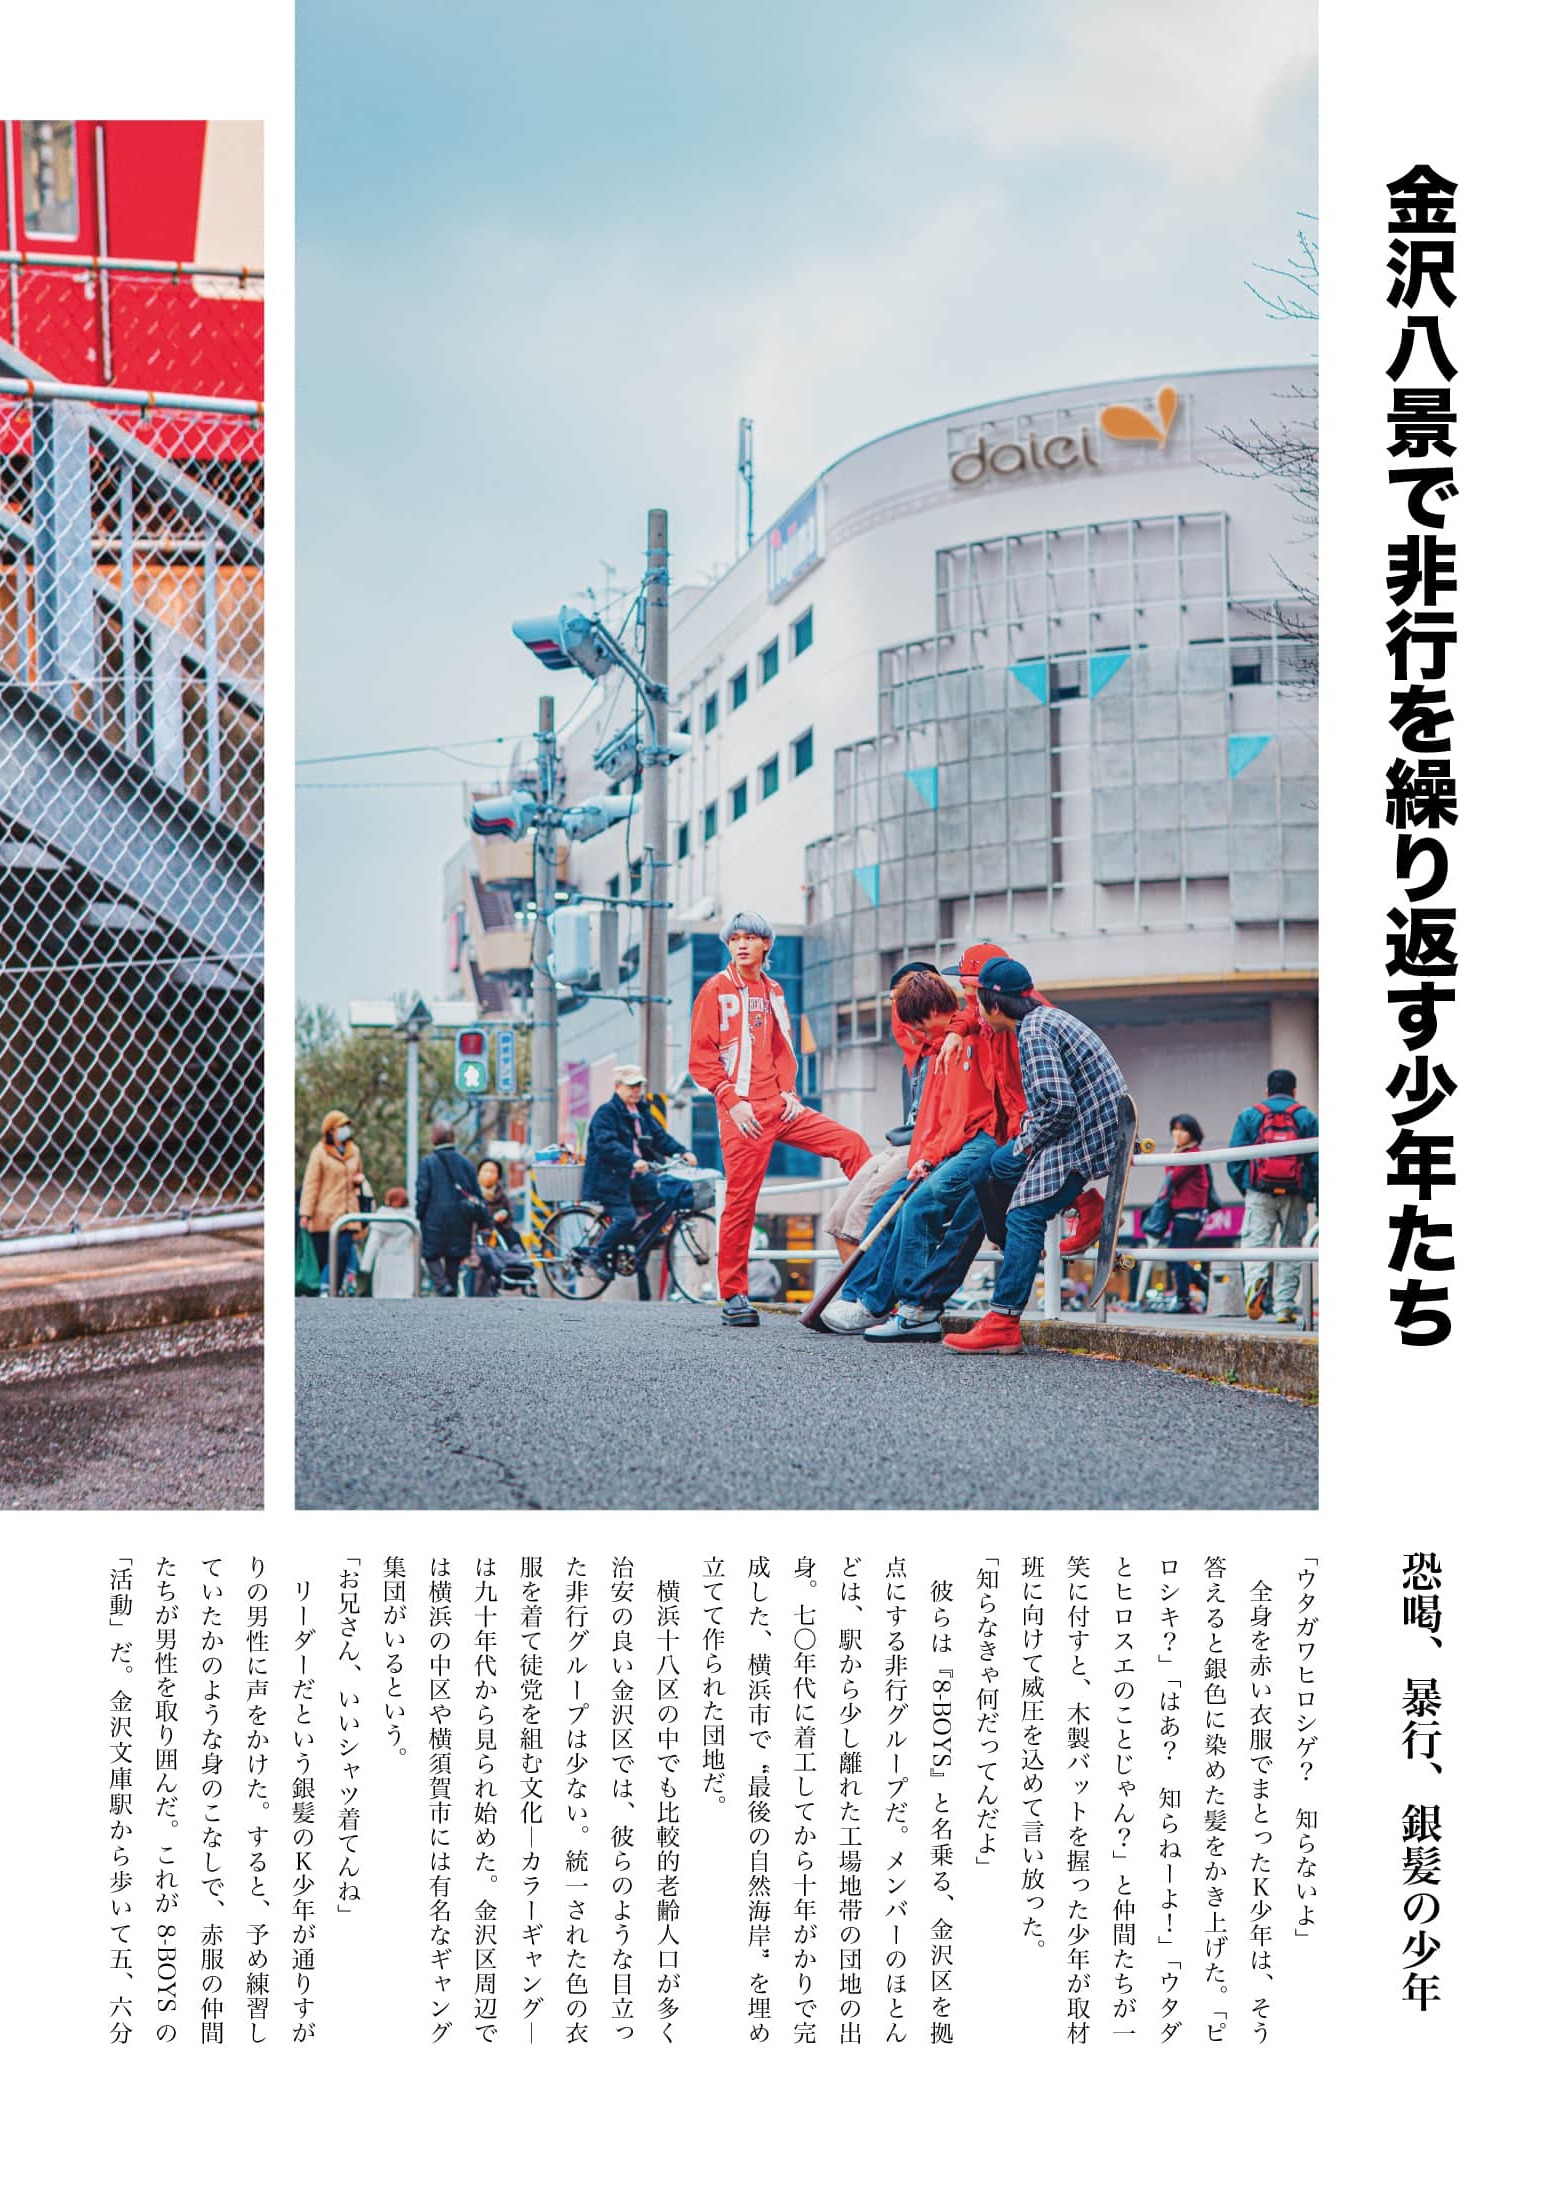 金沢八景で非行を繰り返す少年たち
恐喝、暴行、銀髪の少年
「ウタガワヒロシゲ？　知らないよ」
　全身を赤い衣服でまとったK少年は、そう
答えると銀色に染めた髪をかき上げた。「ピ
ロシキ？」「はあ？　知らねーよ！」「ウタダ
とヒロスエのことじゃん？」と仲間たちが一
笑に付すと、木製バットを握った少年が取材
班に向けて威圧を込めて言い放った。
「知らなきゃ何だってんだよ」
　彼らは『8-BOYS』と名乗る、金沢区を拠
点にする非行グループだ。メンバーのほとん
どは、駅から少し離れた工場地帯の団地の出
身。七〇年代に着工してから十年がかりで完
成した、横浜市で〝最後の自然海岸〟を埋め
立てて作られた団地だ。
　横浜十八区の中でも比較的老齢人口が多く
治安の良い金沢区では、彼らのような目立っ
た非行グループは少ない。統一された色の衣
服を着て徒党を組む文化―カラーギャング―
は九十年代から見られ始めた。金沢区周辺で
は横浜の中区や横須賀市には有名なギャング
集団がいるという。
「お兄さん、いいシャツ着てんね」
　リーダーだという銀髪のK少年が通りすが
りの男性に声をかけた。すると、予め練習し
ていたかのような身のこなしで、赤服の仲間
たちが男性を取り囲んだ。これが 8-BOYS の
「活動」だ。金沢文庫駅から歩いて五、六分
daiei
P